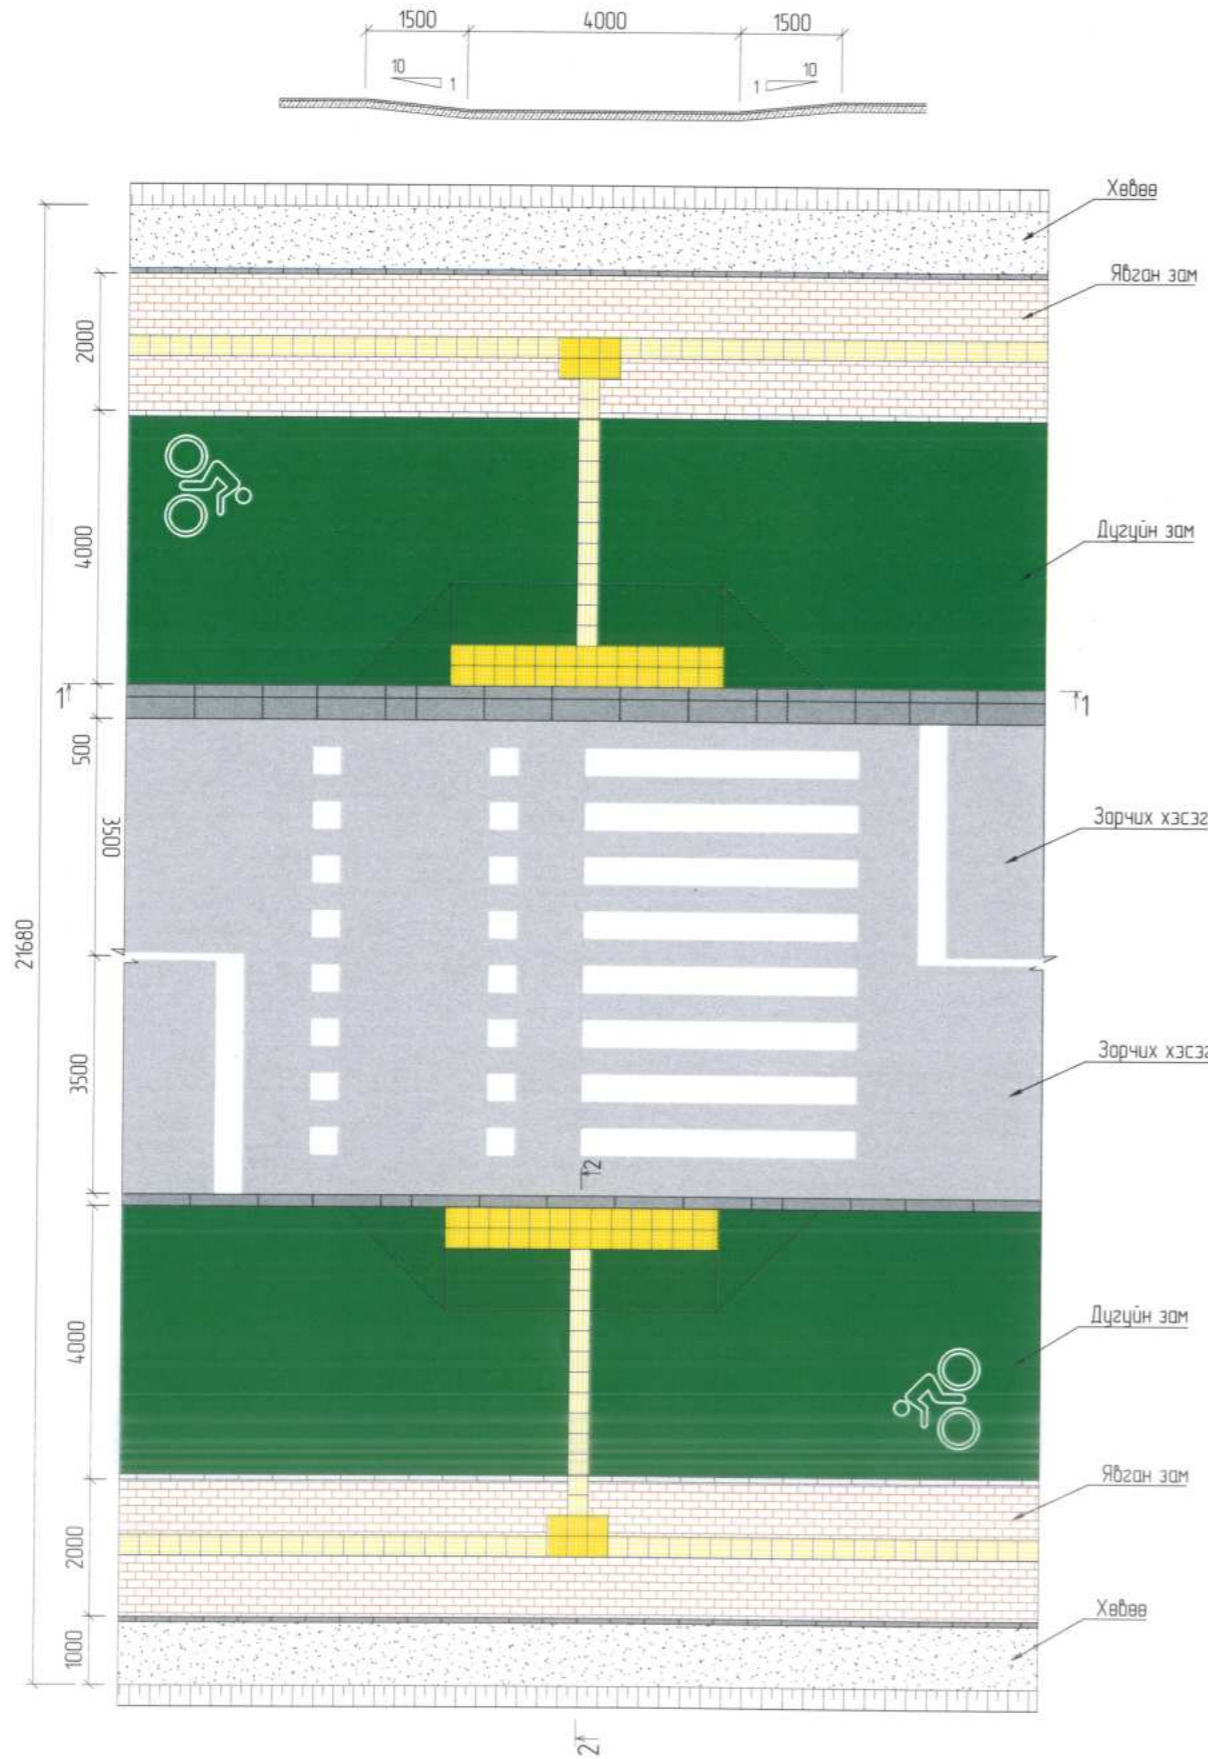 1500 4000 1500
10 1 1 10
Хөвөө
Явган зам
2000
4000
Дугуйн зам
1 1
500
3500
Зорчих хэсэг
21680
3500
Зорчих хэсэг
2
4000
Дугуйн зам
Явган зам
2000
Хөвөө
1000
2